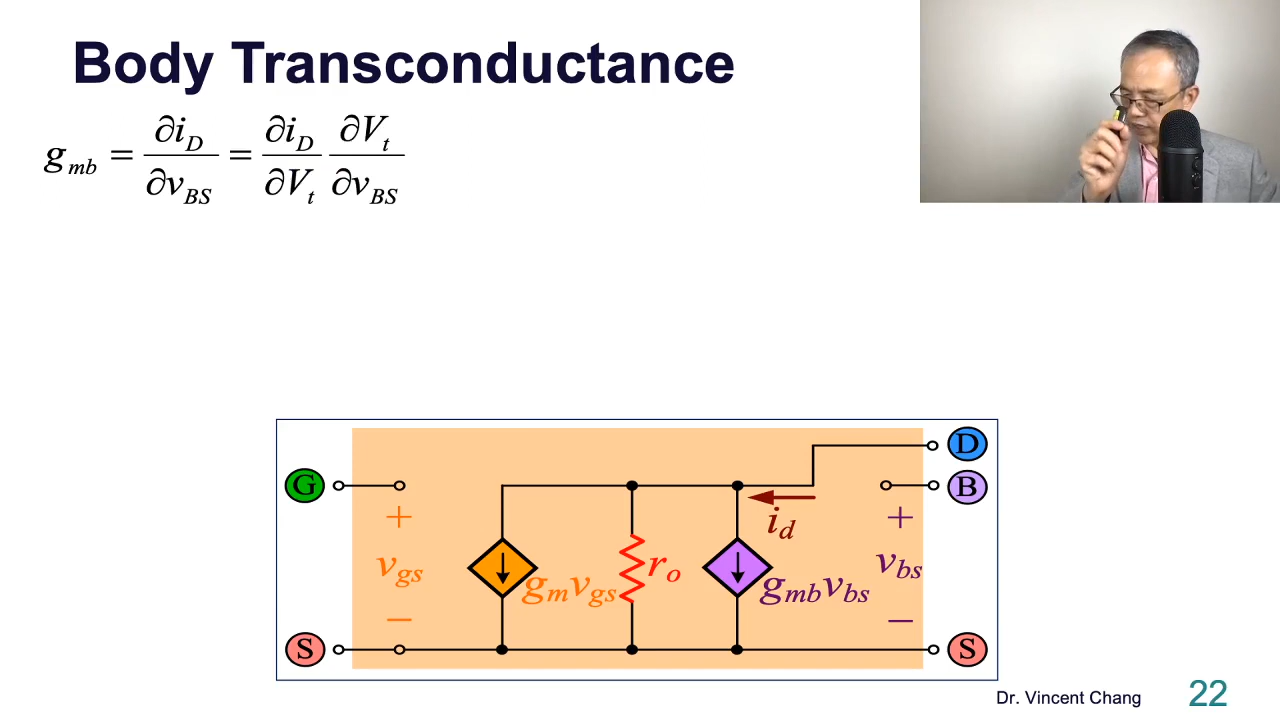 Body Transconductance
g_mb = ∂i_D/∂v_BS = ∂i_D/∂V_t ∂V_t/∂v_BS
D
G
B
+
+
i_d
v_gs
g_m v_gs
r_o
g_mb v_bs
v_bs
−
−
S
S
Dr. Vincent Chang
22